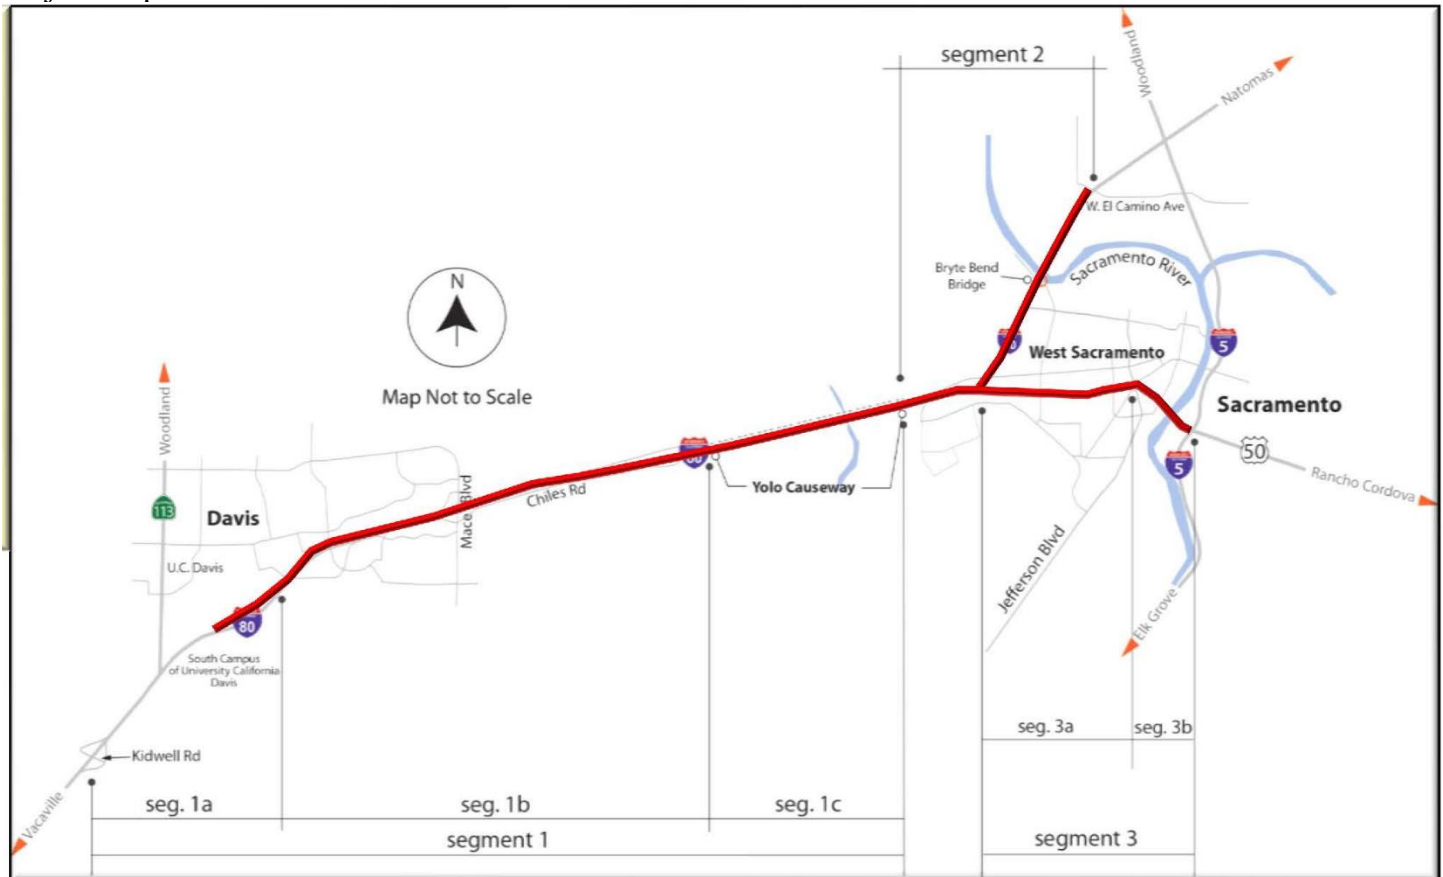 segment 2
Woodland
Natomas
W. El Camino Ave
Bryte Bend
Bridge
Sacramento River
N
Map Not to Scale
West Sacramento
5
Sacramento
50
Rancho Cordova
5
Woodland
113
Davis
U.C. Davis
80
South Campus
of University California
Davis
Chiles Rd
Yolo Causeway
Jefferson Blvd
Elk Grove
Kidwell Rd
Vacaville
seg. 1a
seg. 1b
seg. 1c
segment 1
seg. 3a
seg. 3b
segment 3